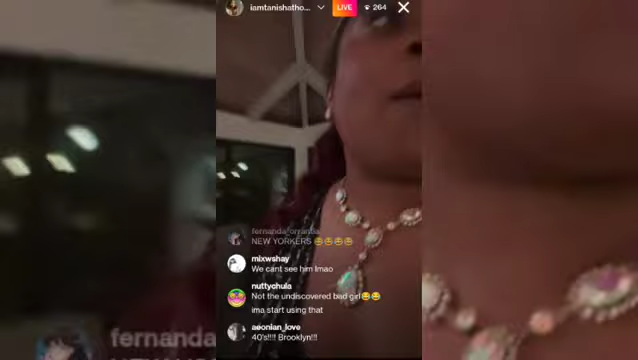 iamtanishatho...
LIVE
264
fernanda_orrantia
NEW YORKERS 😂😂😂😂
mixwshay
We cant see him lmao
nuttychula
Not the undiscovered bad girl😂😂
ima start using that
aeonian_love
40's!!!! Brooklyn!!!
fernanda